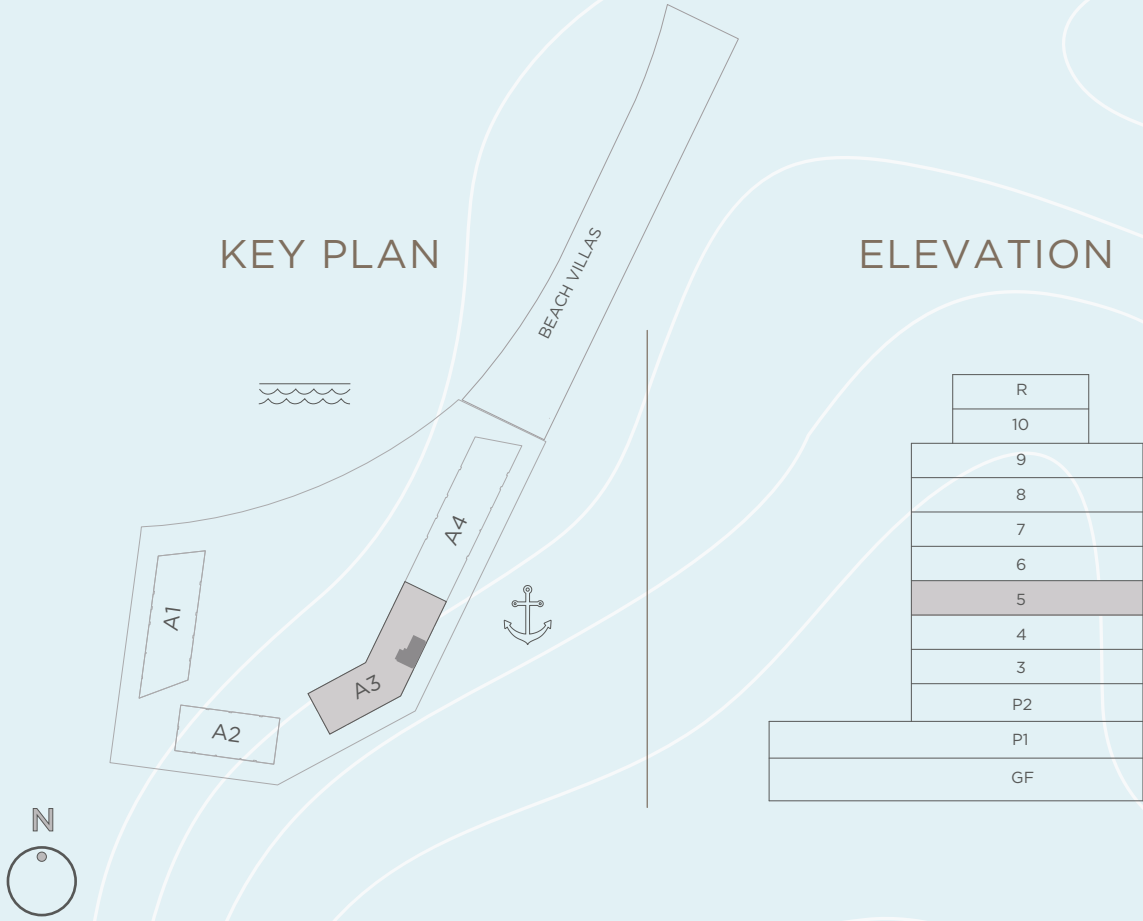 KEY PLAN
BEACH VILLAS
A4
A1
A3
A2
N
ELEVATION
R
10
9
8
7
6
5
4
3
P2
P1
GF